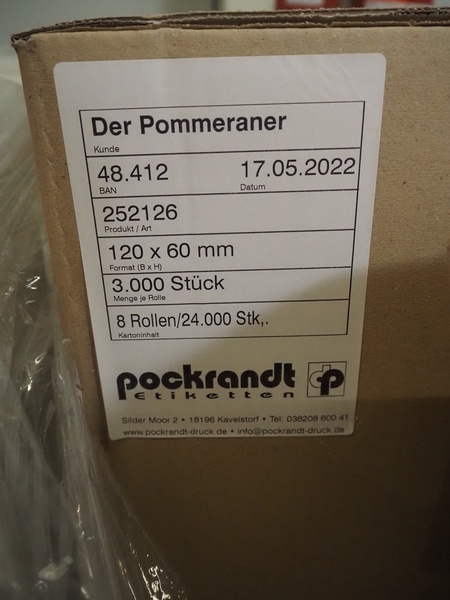 Der Pommeraner
Kunde
48.412 17.05.2022
BAN Datum
252126
Produkt / Art
120 x 60 mm
Format (B x H)
3.000 Stück
Menge je Rolle
8 Rollen/24.000 Stk,.
Kartoninhalt
pockrandt dp
Etiketten
Silder Moor 2 • 18196 Kavelstorf • Tel: 038208 600 41
www.pockrandt-druck.de • info@pockrandt-druck.de